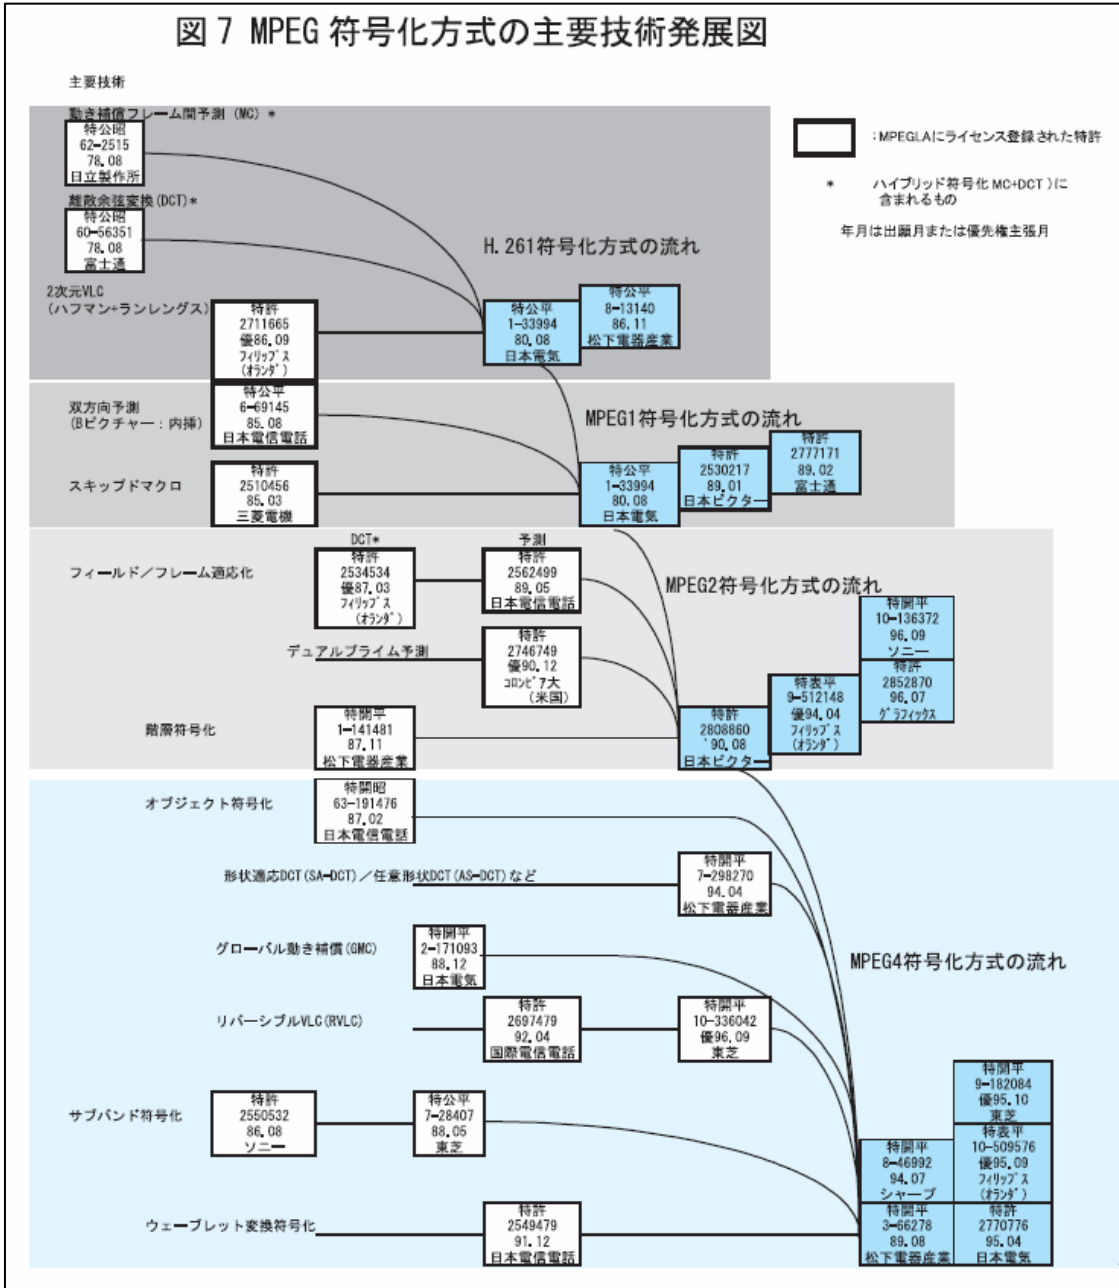 図7 MPEG 符号化方式の主要技術発展図
主要技術
動き補償フレーム間予測 (MC) *
特公昭
62-2515
78.08
日立製作所
:MPEGLAにライセンス登録された特許
* ハイブリッド符号化 MC+DCT )に
含まれるもの
年月は出願月または優先権主張月
離散余弦変換(DCT)*
特公昭
60-56351
78.08
富士通
H.261符号化方式の流れ
2次元VLC
(ハフマン+ランレングス)
特許
2711665
優86.09
フィリップス
(オランダ)
特公平
1-33994
80.08
日本電気
特公平
8-13140
86.11
松下電器産業
双方向予測
(Bピクチャー:内挿)
特公平
6-69145
85.08
日本電信電話
MPEG1符号化方式の流れ
スキップドマクロ
特許
2510456
85.03
三菱電機
特公平
1-33994
80.08
日本電気
特許
2530217
89.01
日本ビクター
特許
2777171
89.02
富士通
フィールド/フレーム適応化
DCT*
特許
2534534
優87.03
フィリップス
(オランダ)
予測
特許
2562499
89.05
日本電信電話
MPEG2符号化方式の流れ
デュアルプライム予測
特許
2746749
優90.12
コロンビア大
(米国)
階層符号化
特開平
1-141481
87.11
松下電器産業
特許
2808860
'90.08
日本ビクター
特表平
9-512148
優94.04
フィリップス
(オランダ)
特開平
10-136372
96.09
ソニー
特許
2852870
96.07
グラフィックス
オブジェクト符号化
特開昭
63-191476
87.02
日本電信電話
形状適応DCT(SA-DCT)/任意形状DCT(AS-DCT)など
特開平
7-298270
94.04
松下電器産業
グローバル動き補償(GMC)
特開平
2-171093
88.12
日本電気
MPEG4符号化方式の流れ
リバーシブルVLC(RVLC)
特許
2697479
92.04
国際電信電話
特開平
10-336042
優96.09
東芝
サブバンド符号化
特許
2550532
86.08
ソニー
特公平
7-28407
88.05
東芝
特開平
9-182084
優95.10
東芝
特開平
8-46992
94.07
シャープ
特表平
10-509576
優95.09
フィリップス
(オランダ)
ウェーブレット変換符号化
特許
2549479
91.12
日本電信電話
特開平
3-66278
89.08
松下電器産業
特許
2770776
95.04
日本電気